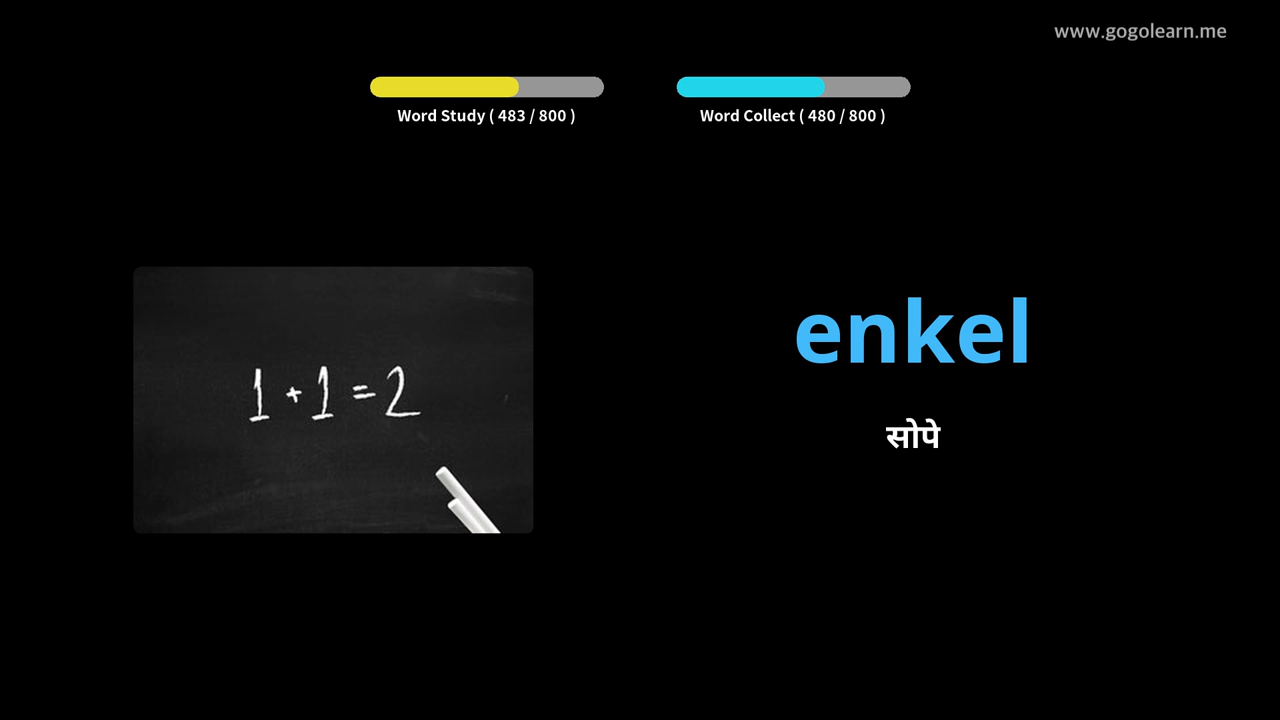 www.gogolearn.me
Word Study ( 483 / 800 )
Word Collect ( 480 / 800 )
1 + 1 = 2
enkel
सोपे